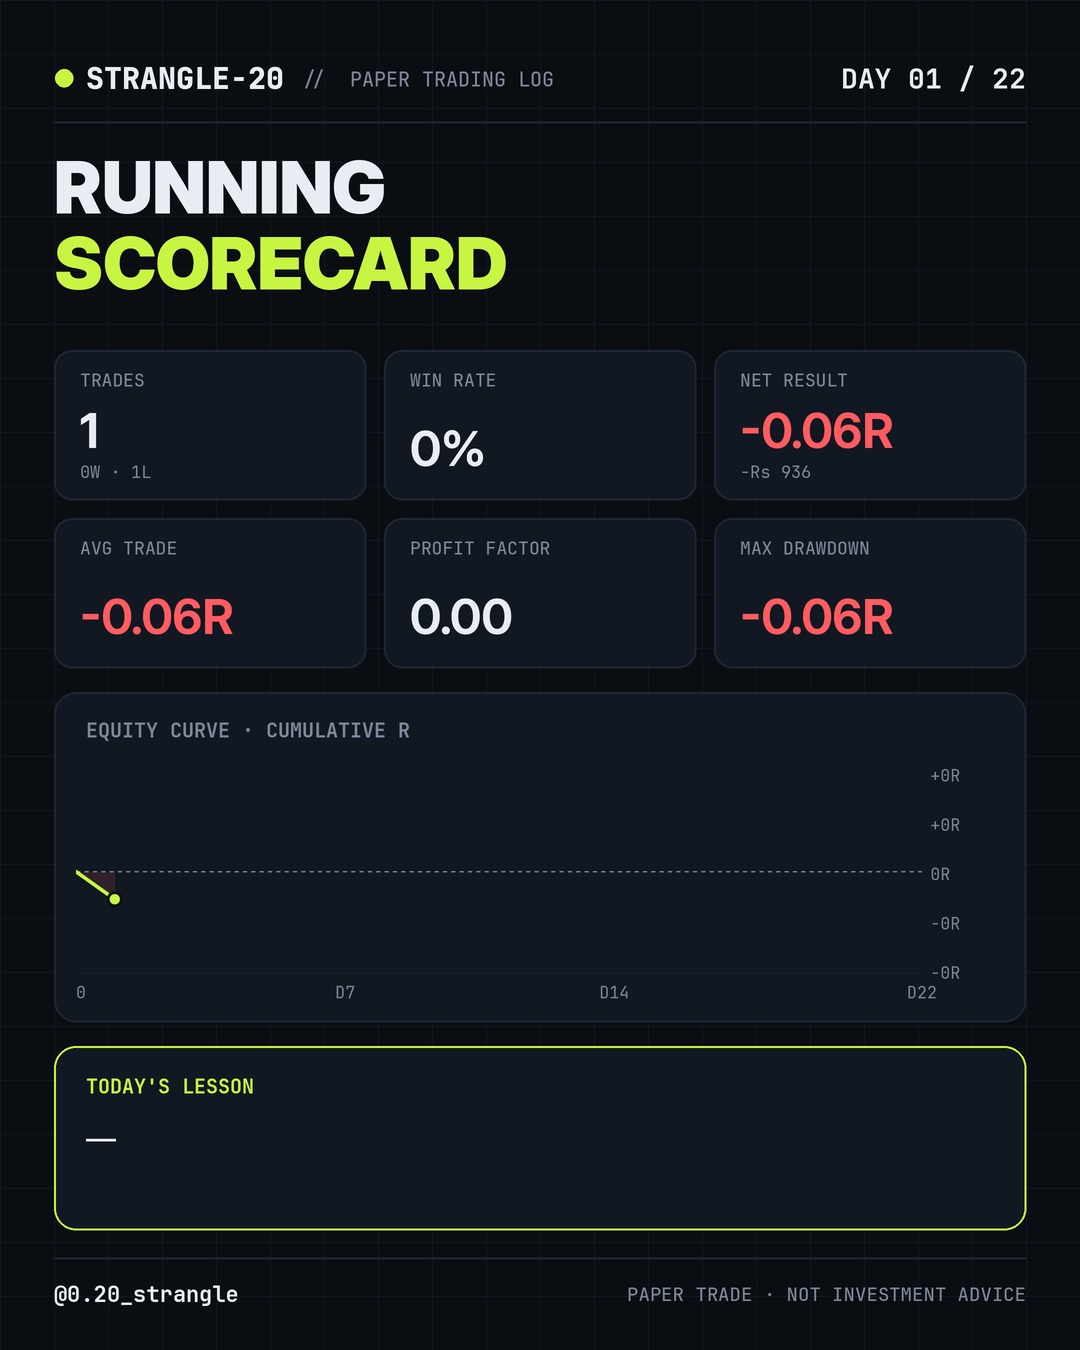 STRANGLE-20 // PAPER TRADING LOG
DAY 01 / 22
RUNNING
SCORECARD
TRADES
1
0W · 1L
WIN RATE
0%
NET RESULT
-0.06R
-Rs 936
AVG TRADE
-0.06R
PROFIT FACTOR
0.00
MAX DRAWDOWN
-0.06R
EQUITY CURVE · CUMULATIVE R
+0R
+0R
0R
-0R
-0R
0 D7 D14 D22
TODAY'S LESSON
—
@0.20_strangle
PAPER TRADE · NOT INVESTMENT ADVICE